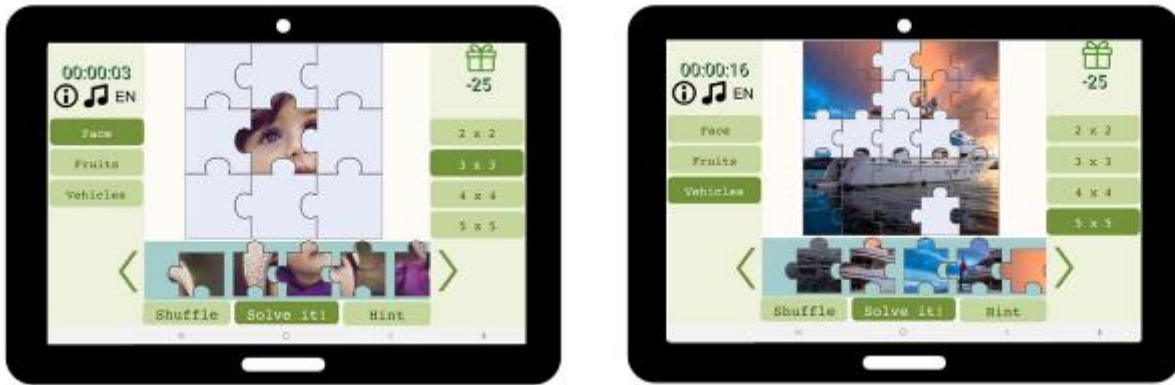 00:00:03
EN
Face
Fruits
Vehicles
-25
2 x 2
3 x 3
4 x 4
5 x 5
Shuffle
Solve it!
Hint
00:00:16
EN
Face
Fruits
Vehicles
-25
2 x 2
3 x 3
4 x 4
5 x 5
Shuffle
Solve it!
Hint